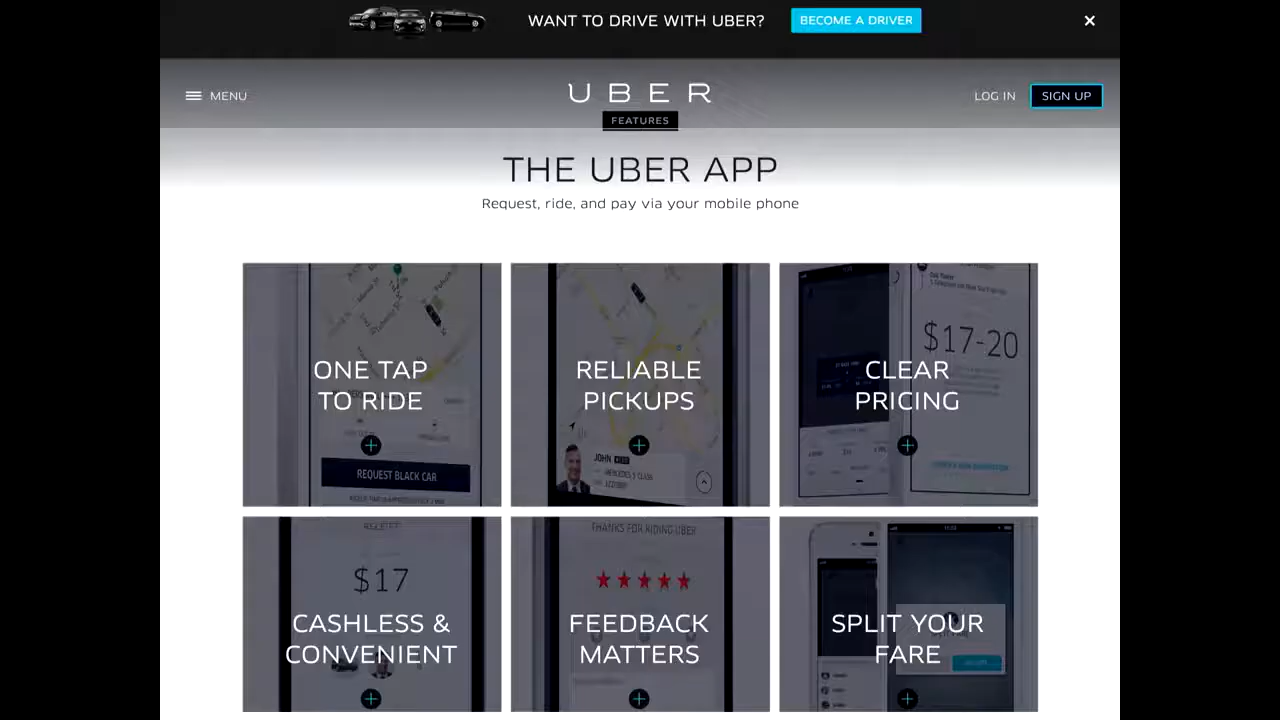 WANT TO DRIVE WITH UBER?
BECOME A DRIVER
MENU
UBER
LOG IN
SIGN UP
FEATURES
THE UBER APP
Request, ride, and pay via your mobile phone
ONE TAP
TO RIDE
REQUEST BLACK CAR
RELIABLE
PICKUPS
JOHN
MERCEDES S CLASS
$17-20
CLEAR
PRICING
$17
CASHLESS &
CONVENIENT
THANKS FOR RIDING UBER
FEEDBACK
MATTERS
SPLIT YOUR
FARE